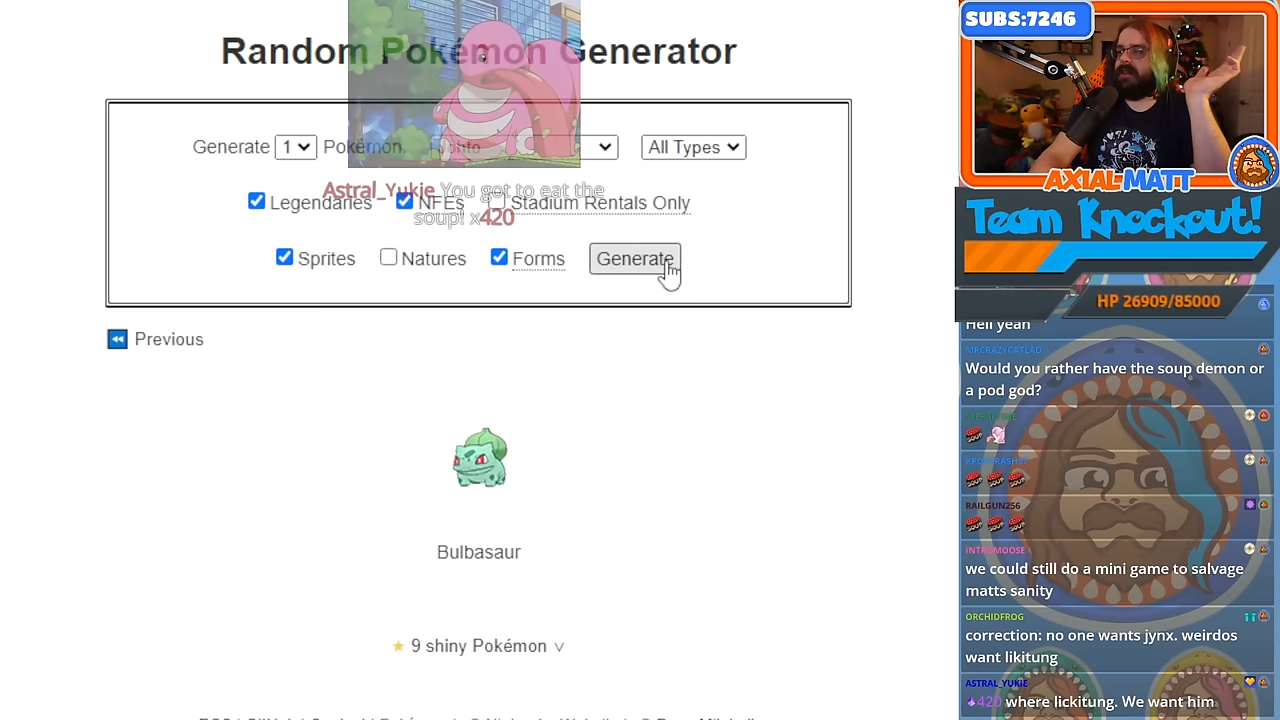 Random Pokémon Generator
Generate 1 Pokémon. Johto All Types
Astral_Yukie You got to eat the
soup! x420
Legendaries NFEs Stadium Rentals Only
Sprites Natures Forms Generate
Previous
Bulbasaur
9 shiny Pokémon
SUBS:7246
AXIALMATT
Team Knockout!
HP 26909/85000
Hell yeah
MRCRAZYCATLAD
Would you rather have the soup demon or
a pod god?
RAILGUN256
INTROMOOSE
we could still do a mini game to salvage
matts sanity
ORCHIDFROG
correction: no one wants jynx. weirdos
want likitung
ASTRAL_YUKIE
420 where lickitung. We want him